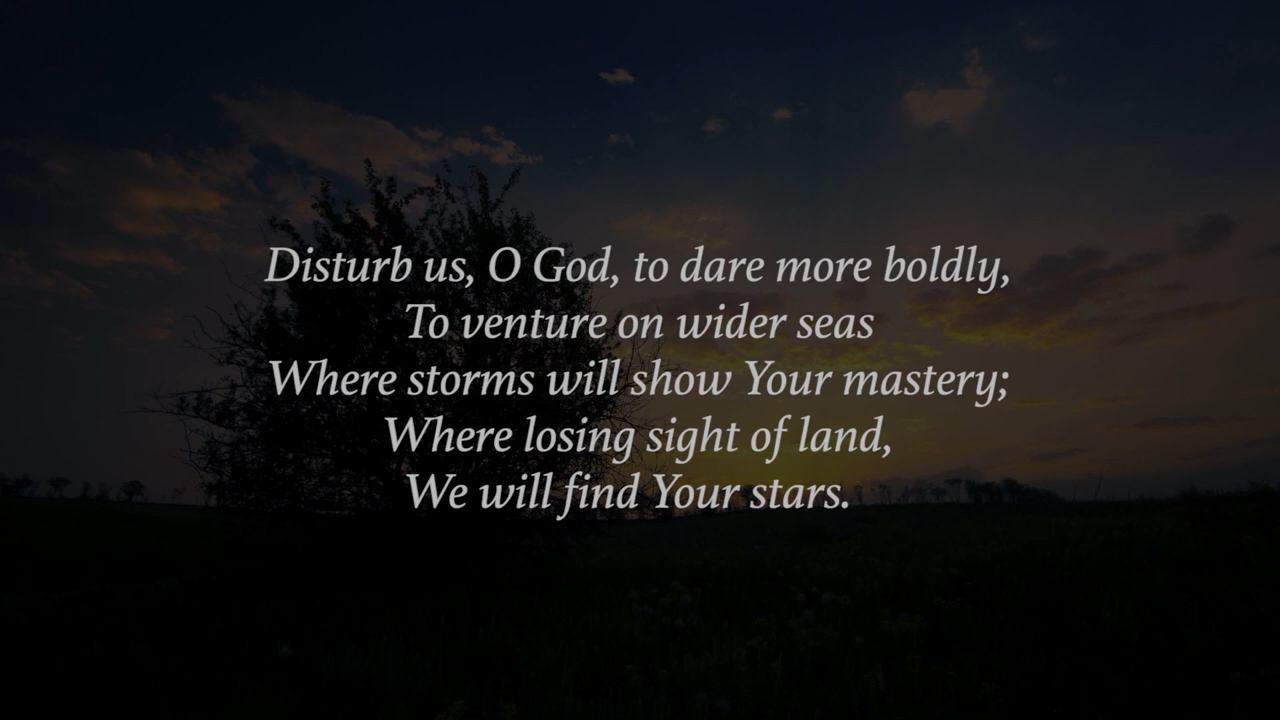 Disturb us, O God, to dare more boldly,
To venture on wider seas
Where storms will show Your mastery;
Where losing sight of land,
We will find Your stars.